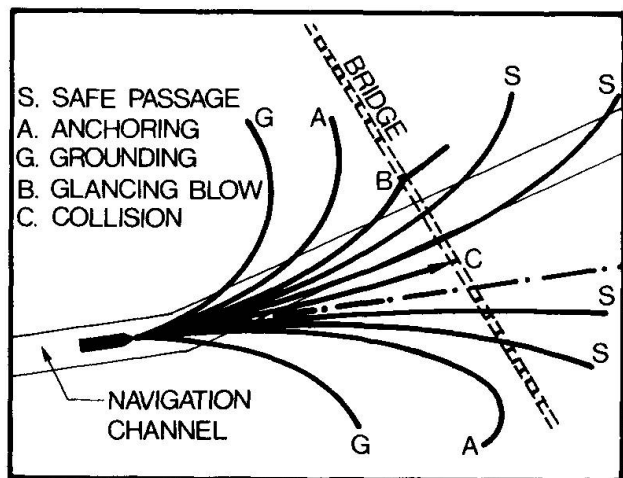 S. SAFE PASSAGE
A. ANCHORING
G. GROUNDING
B. GLANCING BLOW
C. COLLISION
BRIDGE
G
A
S
S
B
C
S
S
NAVIGATION
CHANNEL
G
A